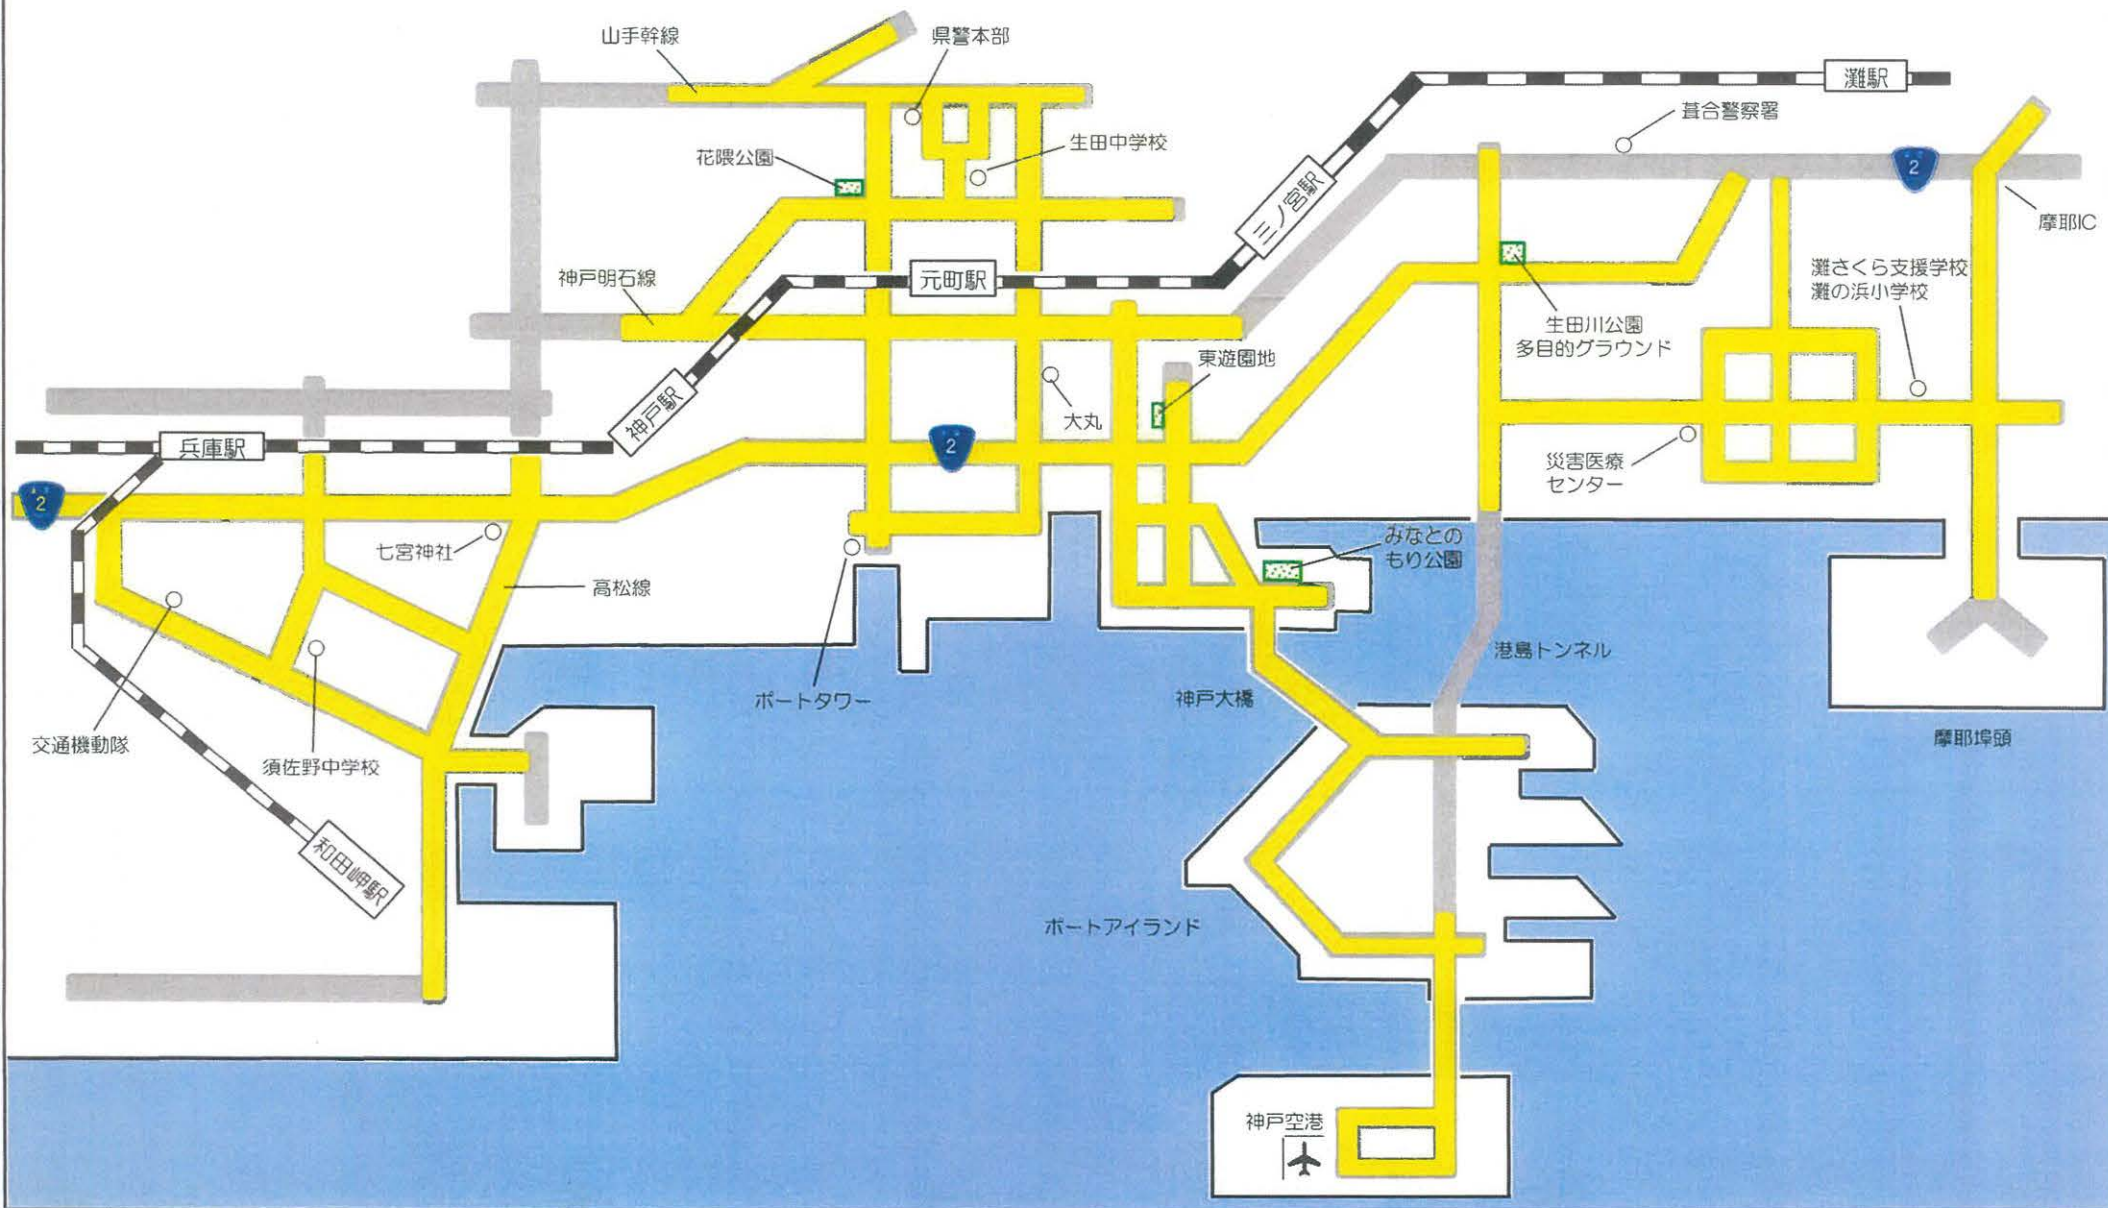 山手幹線
県警本部
灘駅
葺合警察署
生田中学校
花隈公園
2
三ノ宮駅
摩耶IC
神戸明石線
元町駅
灘さくら支援学校
灘の浜小学校
生田川公園
多目的グラウンド
東遊園地
神戸駅
大丸
兵庫駅
2
災害医療
センター
2
七宮神社
みなとの
もり公園
高松線
港島トンネル
ポートタワー
神戸大橋
交通機動隊
須佐野中学校
摩耶埠頭
和田岬駅
ポートアイランド
神戸空港